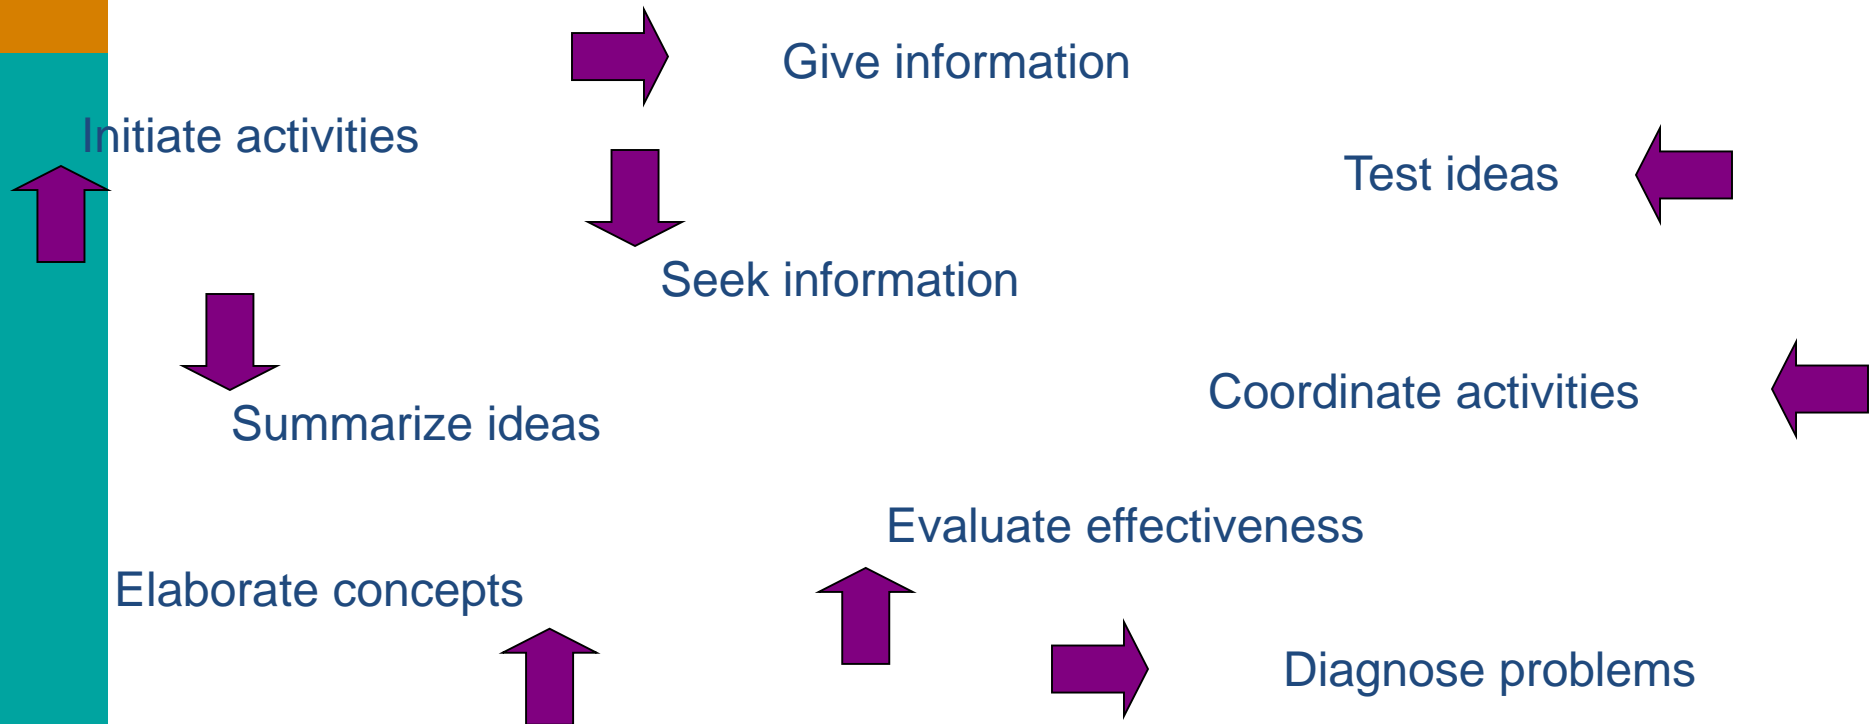 Give information
Initiate activities
Test ideas
Seek information
Coordinate activities
Summarize ideas
Evaluate effectiveness
Elaborate concepts
Diagnose problems